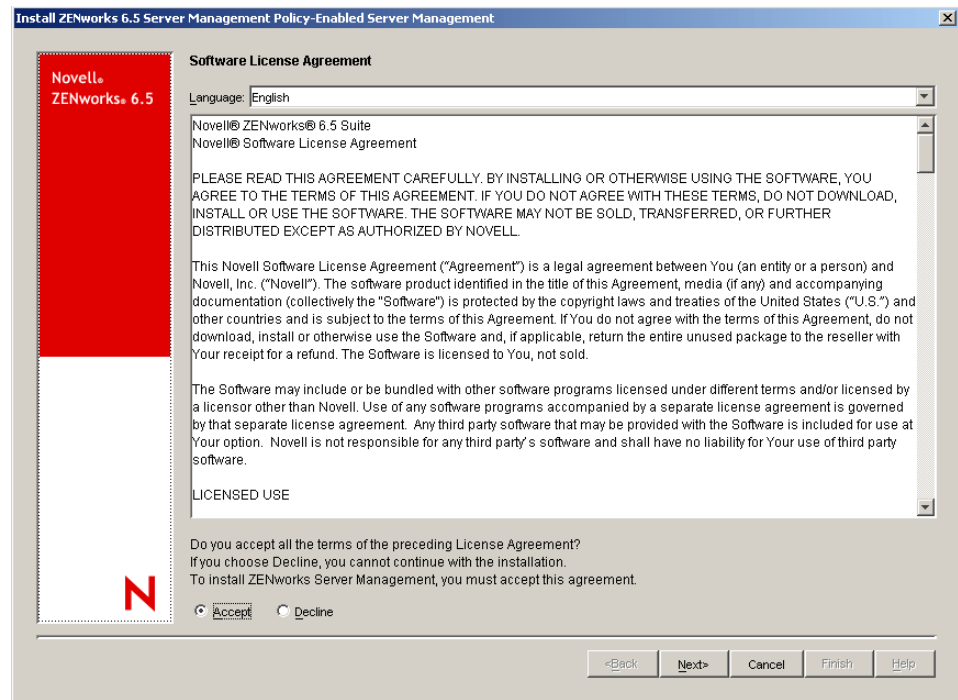 Install ZENworks 6.5 Server Management Policy-Enabled Server Management
Novell®
ZENworks® 6.5
Software License Agreement
Language: English
Novell® ZENworks® 6.5 Suite
Novell® Software License Agreement
PLEASE READ THIS AGREEMENT CAREFULLY. BY INSTALLING OR OTHERWISE USING THE SOFTWARE, YOU
AGREE TO THE TERMS OF THIS AGREEMENT. IF YOU DO NOT AGREE WITH THESE TERMS, DO NOT DOWNLOAD,
INSTALL OR USE THE SOFTWARE. THE SOFTWARE MAY NOT BE SOLD, TRANSFERRED, OR FURTHER
DISTRIBUTED EXCEPT AS AUTHORIZED BY NOVELL.
This Novell Software License Agreement (“Agreement”) is a legal agreement between You (an entity or a person) and
Novell, Inc. (“Novell”). The software product identified in the title of this Agreement, media (if any) and accompanying
documentation (collectively the "Software") is protected by the copyright laws and treaties of the United States (“U.S.”) and
other countries and is subject to the terms of this Agreement. If You do not agree with the terms of this Agreement, do not
download, install or otherwise use the Software and, if applicable, return the entire unused package to the reseller with
Your receipt for a refund. The Software is licensed to You, not sold.
The Software may include or be bundled with other software programs licensed under different terms and/or licensed by
a licensor other than Novell. Use of any software programs accompanied by a separate license agreement is governed
by that separate license agreement. Any third party software that may be provided with the Software is included for use at
Your option. Novell is not responsible for any third party's software and shall have no liability for Your use of third party
software.
LICENSED USE
Do you accept all the terms of the preceding License Agreement?
If you choose Decline, you cannot continue with the installation.
To install ZENworks Server Management, you must accept this agreement.
N
Accept Decline
<Back Next> Cancel Finish Help